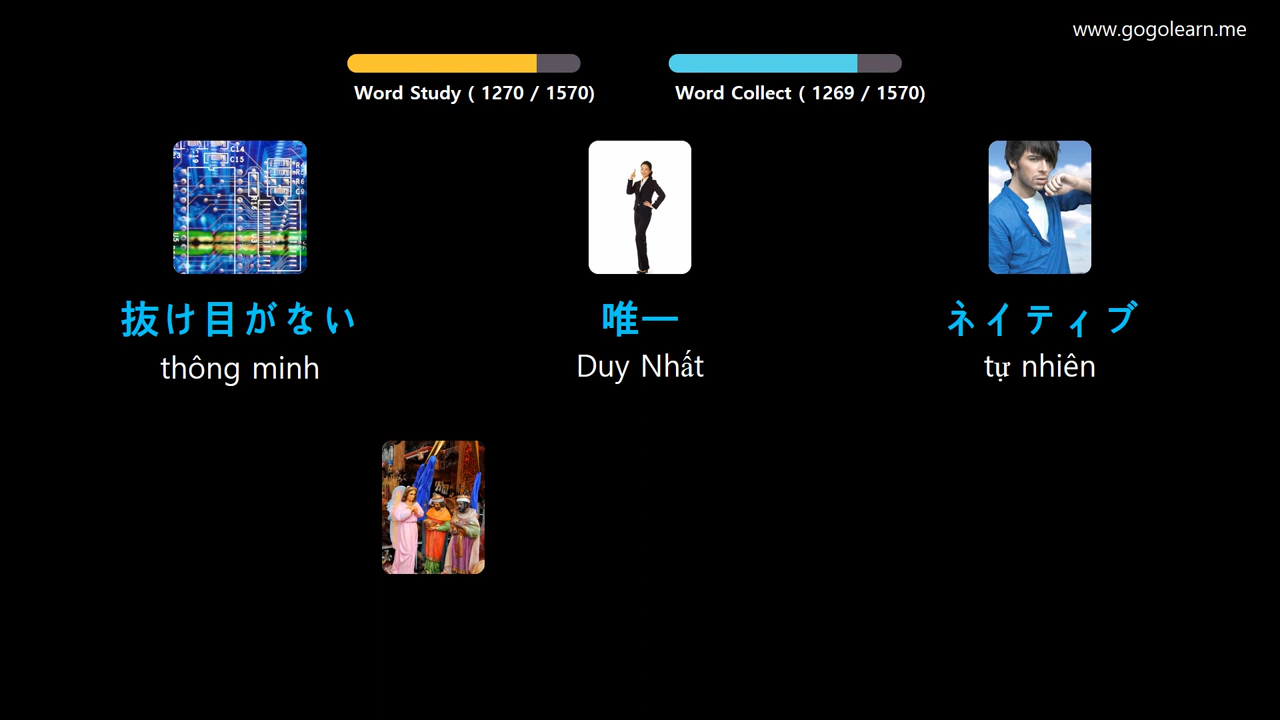 www.gogolearn.me
Word Study ( 1270 / 1570)
Word Collect ( 1269 / 1570)
抜け目がない
唯一
ネイティブ
thông minh
Duy Nhất
tự nhiên